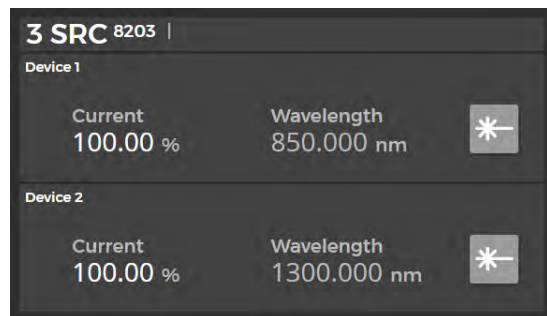 3 SRC 8203 |
Device 1
Current Wavelength
100.00 % 850.000 nm
Device 2
Current Wavelength
100.00 % 1300.000 nm